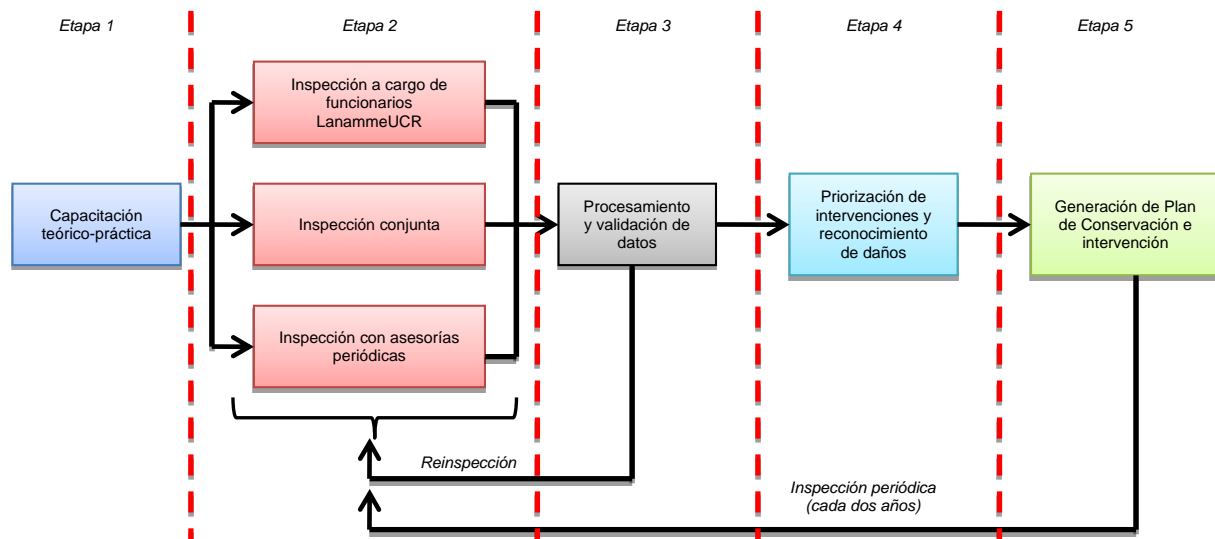 Etapa 1
Etapa 2
Etapa 3
Etapa 4
Etapa 5
Inspección a cargo de
funcionarios
LanammeUCR
Capacitación
teórico-práctica
Inspección conjunta
Inspección con asesorías
periódicas
Procesamiento
y validación de
datos
Priorización de
intervenciones y
reconocimiento
de daños
Generación de Plan
de Conservación e
intervención
Reinspección
Inspección periódica
(cada dos años)